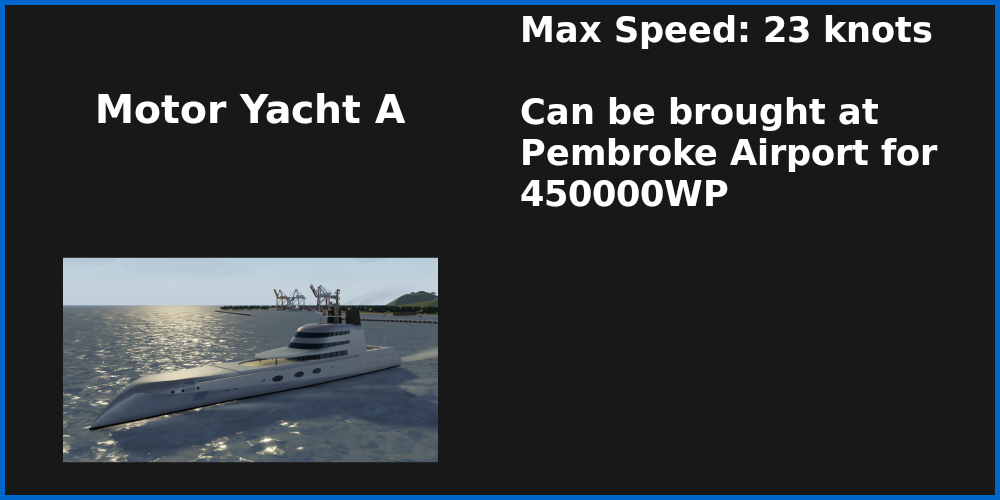 Motor Yacht A
Max Speed: 23 knots
Can be brought at
Pembroke Airport for
450000WP